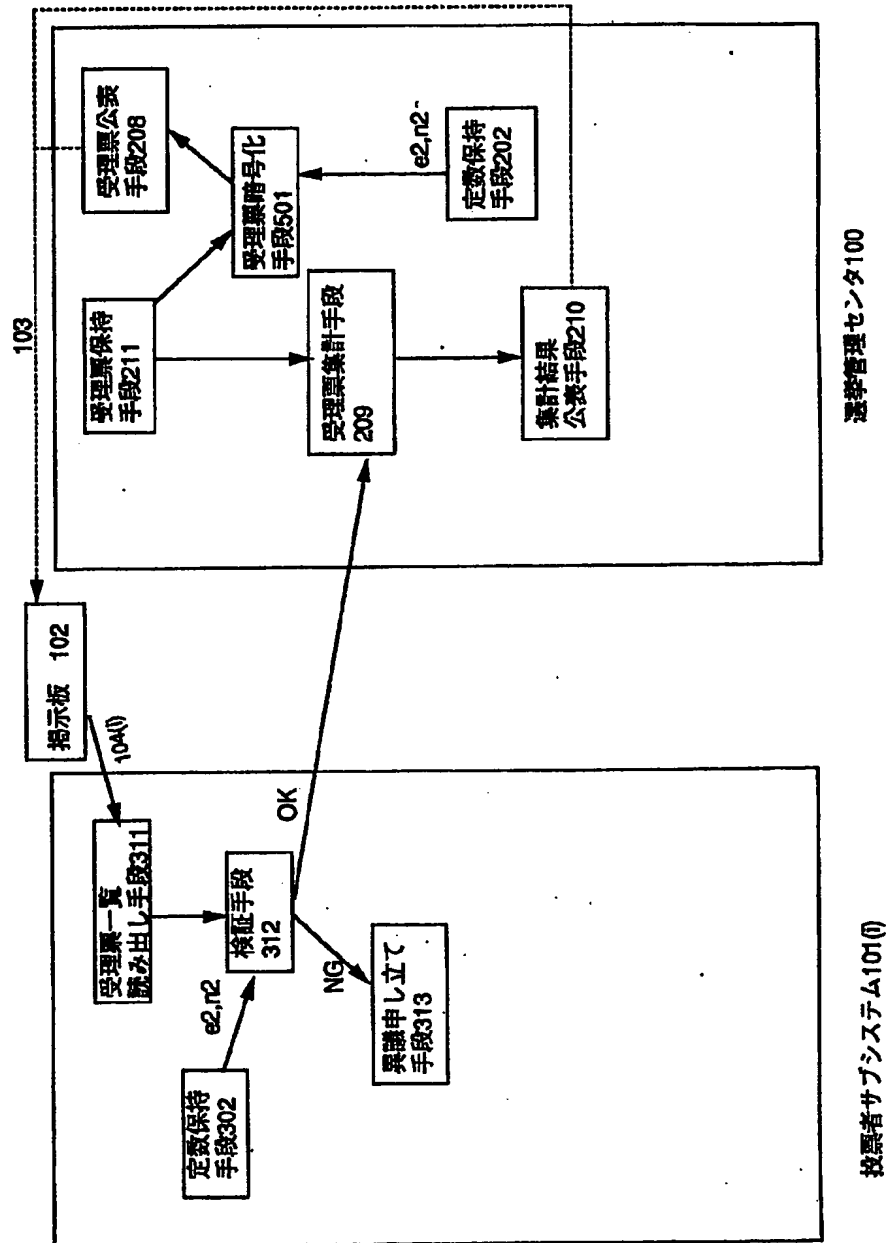 103
受理票保持
手段211
受理票公表
手段208
受理票暗号化
手段501
e2,n2
定数保持
手段202
受理票集計手段
209
集計結果
公表手段210
選挙管理センタ100
掲示板 102
104(i)
受理票一覧
読み出し手段311
定数保持
手段302
e2,n2
検証手段
312
OK
NG
異議申し立て
手段313
投票者サブシステム101(i)